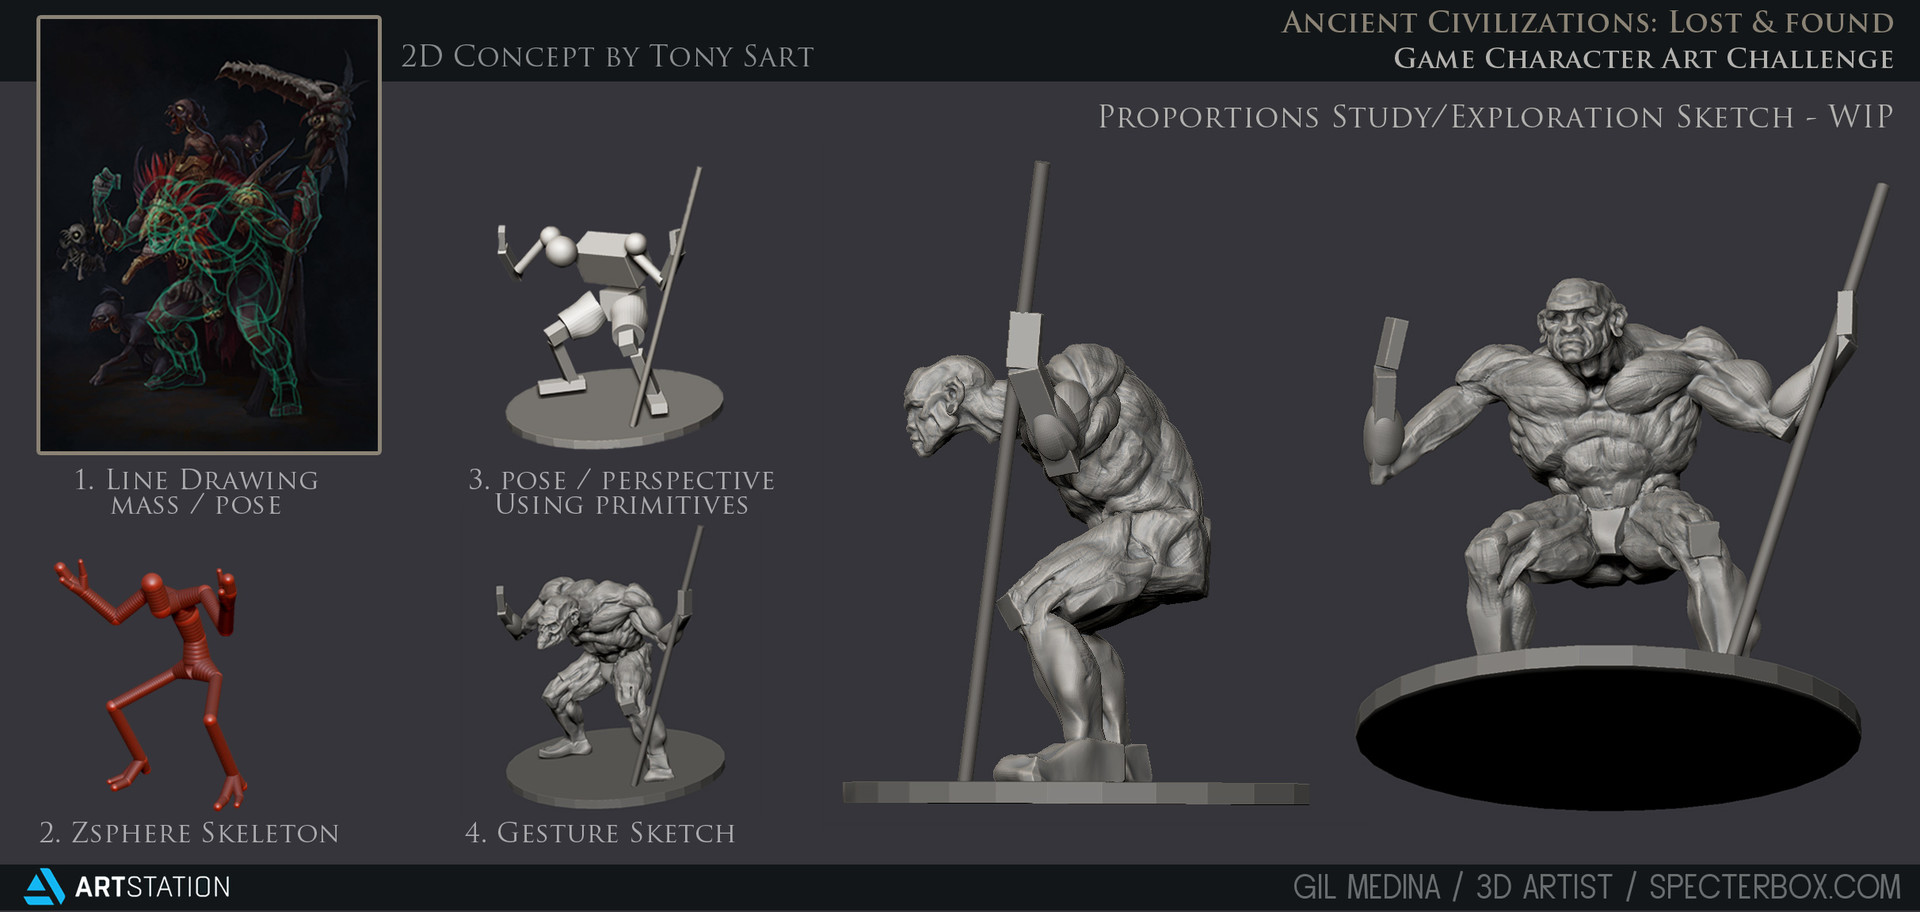 2D Concept by Tony Sart
Ancient Civilizations: Lost & found
Game Character Art Challenge
Proportions Study/Exploration Sketch - WIP
1. Line Drawing
mass / pose
3. pose / perspective
Using primitives
2. Zsphere Skeleton
4. Gesture Sketch
ARTSTATION
GIL MEDINA / 3D ARTIST / SPECTERBOX.COM